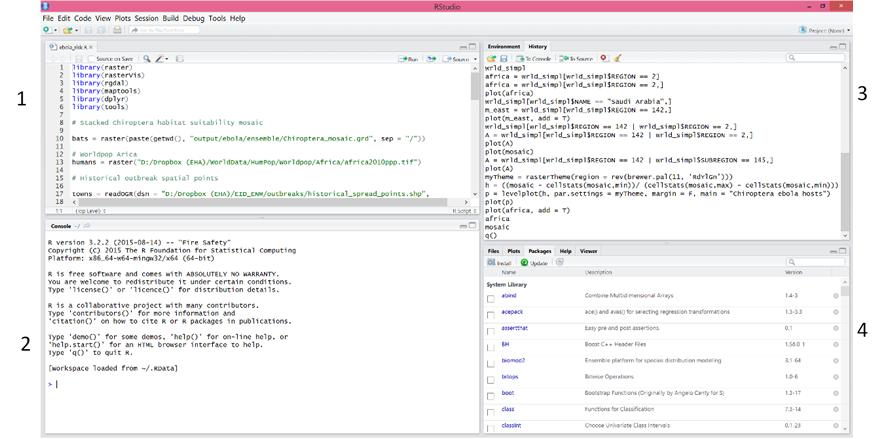 RStudio
File Edit Code View Plots Session Build Debug Tools Help
Project: (None)
1
ebola_risk.R
Source on Save
Run
Source
1 library(raster)
2 library(rasterVis)
3 library(rgdal)
4 library(maptools)
5 library(dplyr)
6 library(tools)
7
8 # Stacked Chiroptera habitat suitability mosaic
9
10 bats = raster(paste(getwd(), "output/ebola/ensemble/Chiroptera_mosaic.grd", sep = "/"))
11
12 # Worldpop Arica
13 humans = raster("D:/Dropbox (EHA)/WorldData/HumPop/Worldpop/Africa/africa2010ppp.tif")
14
15 # Historical outbreak spatial points
16
17 towns = readOGR(dsn = "D:/Dropbox (EHA)/EID_ENM/outbreaks/historical_spread_points.shp",
18
1:1 (Top Level)
R Script
2
Console ~/
R version 3.2.2 (2015-08-14) -- "Fire Safety"
Copyright (C) 2015 The R Foundation for Statistical Computing
Platform: x86_64-w64-mingw32/x64 (64-bit)
R is free software and comes with ABSOLUTELY NO WARRANTY.
You are welcome to redistribute it under certain conditions.
Type 'license()' or 'licence()' for distribution details.
R is a collaborative project with many contributors.
Type 'contributors()' for more information and
'citation()' on how to cite R or R packages in publications.
Type 'demo()' for some demos, 'help()' for on-line help, or
'help.start()' for an HTML browser interface to help.
Type 'q()' to quit R.
[Workspace loaded from ~/.RData]
>
3
Environment History
To Console To Source
wrld_simpl
africa = wrld_simpl[wrld_simpl$REGION == 2]
africa = wrld_simpl[wrld_simpl$REGION == 2,]
plot(africa)
wrld_simpl[wrld_simpl$NAME == "Saudi Arabia",]
m_east = wrld_simpl[wrld_simpl$REGION == 142,]
plot(m_east, add = T)
wrld_simpl[wrld_simpl$REGION == 142 | wrld_simpl$REGION == 2,]
A = wrld_simpl[wrld_simpl$REGION == 142 | wrld_simpl$REGION == 2,]
plot(A)
plot(mosaic)
A = wrld_simpl[wrld_simpl$REGION == 142 | wrld_simpl$SUBREGION == 145,]
plot(A)
myTheme = rasterTheme(region = rev(brewer.pal(11, 'RdYlGn')))
h = ((mosaic - cellStats(mosaic,min))/ (cellStats(mosaic,max) - cellStats(mosaic,min)))
p = levelplot(h, par.settings = myTheme, margin = F, main = "Chiroptera ebola hosts")
plot(p)
plot(africa, add = T)
africa
mosaic
q()
4
Files Plots Packages Help Viewer
Install Update
Name Description Version
System Library
abind Combine Multidimensional Arrays 1.4-3
acepack ace() and avas() for selecting regression transformations 1.3-3.3
assertthat Easy pre and post assertions. 0.1
BH Boost C++ Header Files 1.58.0-1
biomod2 Ensemble platform for species distribution modeling 3.1-64
bitops Bitwise Operations 1.0-6
boot Bootstrap Functions (Originally by Angelo Canty for S) 1.3-17
class Functions for Classification 7.3-14
classInt Choose Univariate Class Intervals 0.1-23